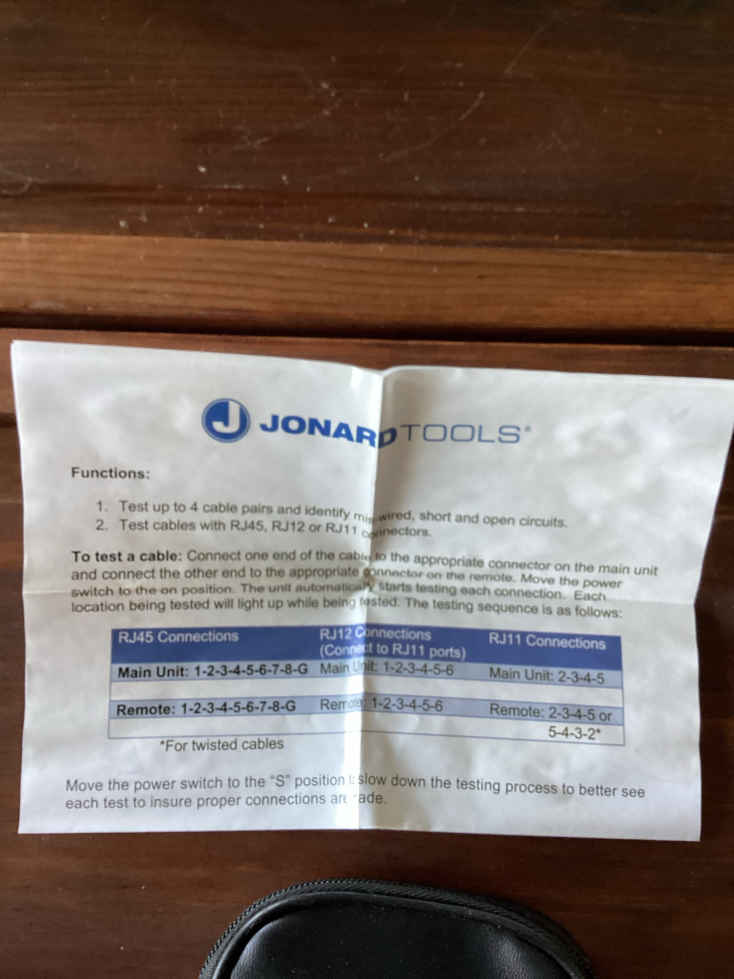 JONARD TOOLS®
Functions:
1. Test up to 4 cable pairs and identify mis-wired, short and open circuits.
2. Test cables with RJ45, RJ12 or RJ11 connectors.
To test a cable: Connect one end of the cable to the appropriate connector on the main unit
and connect the other end to the appropriate connector on the remote. Move the power
switch to the on position. The unit automatically starts testing each connection. Each
location being tested will light up while being tested. The testing sequence is as follows:
RJ45 Connections RJ12 Connections RJ11 Connections
(Connect to RJ11 ports)
Main Unit: 1-2-3-4-5-6-7-8-G Main Unit: 1-2-3-4-5-6 Main Unit: 2-3-4-5
Remote: 1-2-3-4-5-6-7-8-G Remote: 1-2-3-4-5-6 Remote: 2-3-4-5 or
5-4-3-2*
*For twisted cables
Move the power switch to the “S” position slow down the testing process to better see
each test to insure proper connections are